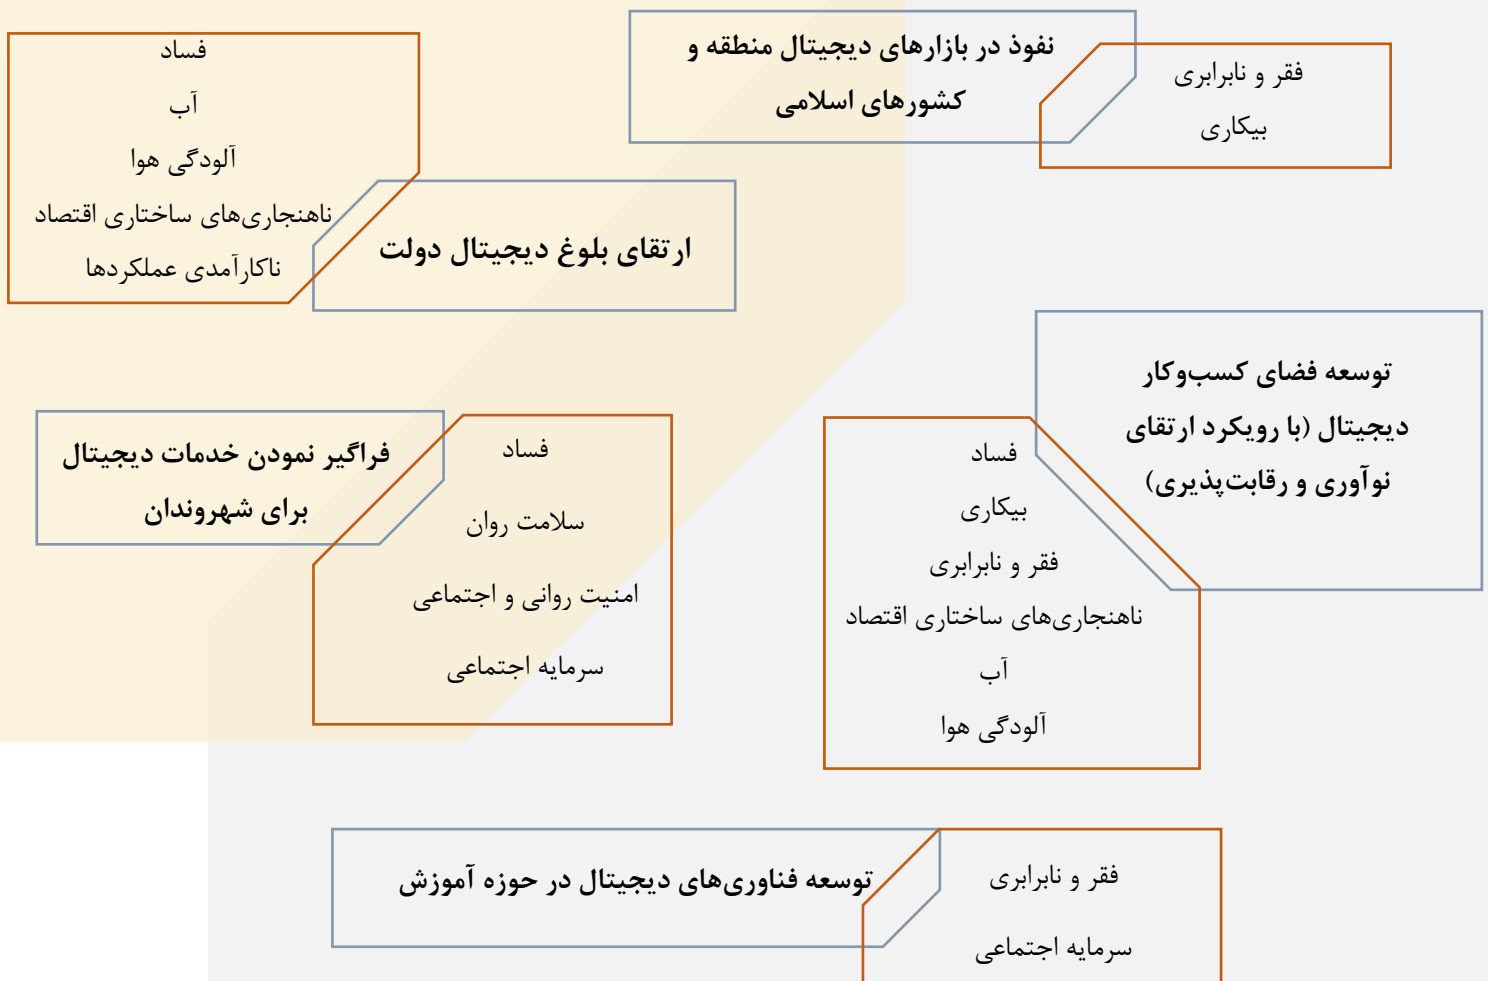 نفوذ در بازارهای دیجیتال منطقه و
کشورهای اسلامی
فقر و نابرابری
بیکاری
فساد
آب
آلودگی هوا
ناهنجاری‌های ساختاری اقتصاد
ناکارآمدی عملکردها
ارتقای بلوغ دیجیتال دولت
توسعه فضای کسب‌وکار
دیجیتال (با رویکرد ارتقای
نوآوری و رقابت‌پذیری)
فساد
بیکاری
فقر و نابرابری
ناهنجاری‌های ساختاری اقتصاد
آب
آلودگی هوا
فراگیر نمودن خدمات دیجیتال
برای شهروندان
فساد
سلامت روان
امنیت روانی و اجتماعی
سرمایه اجتماعی
توسعه فناوری‌های دیجیتال در حوزه آموزش
فقر و نابرابری
سرمایه اجتماعی